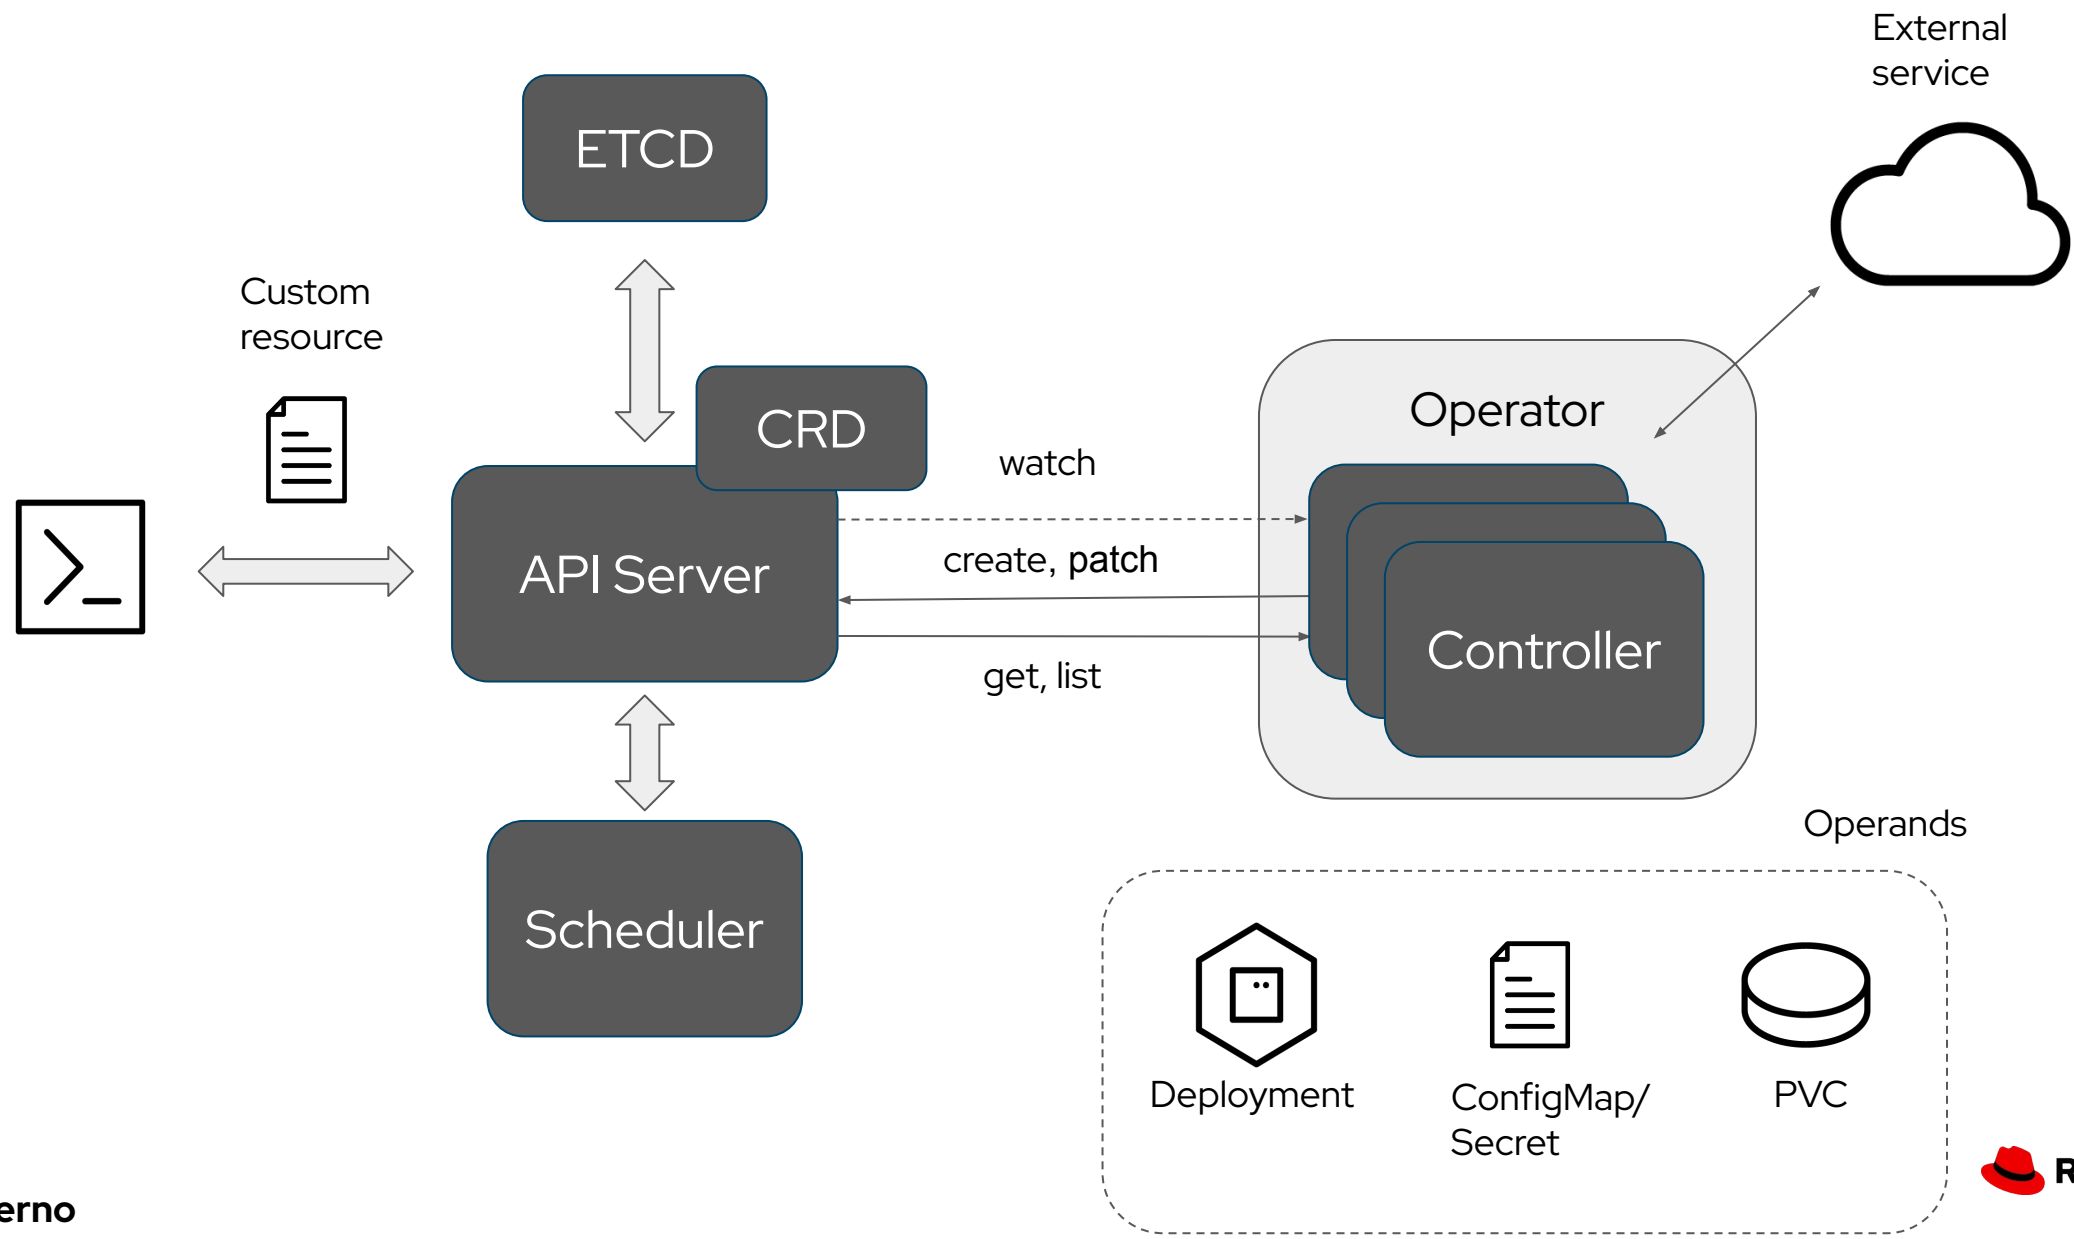 External
service
ETCD
Custom
resource
CRD
Operator
watch
API Server
create, patch
Controller
get, list
Operands
Scheduler
Deployment
ConfigMap/
Secret
PVC
R
erno